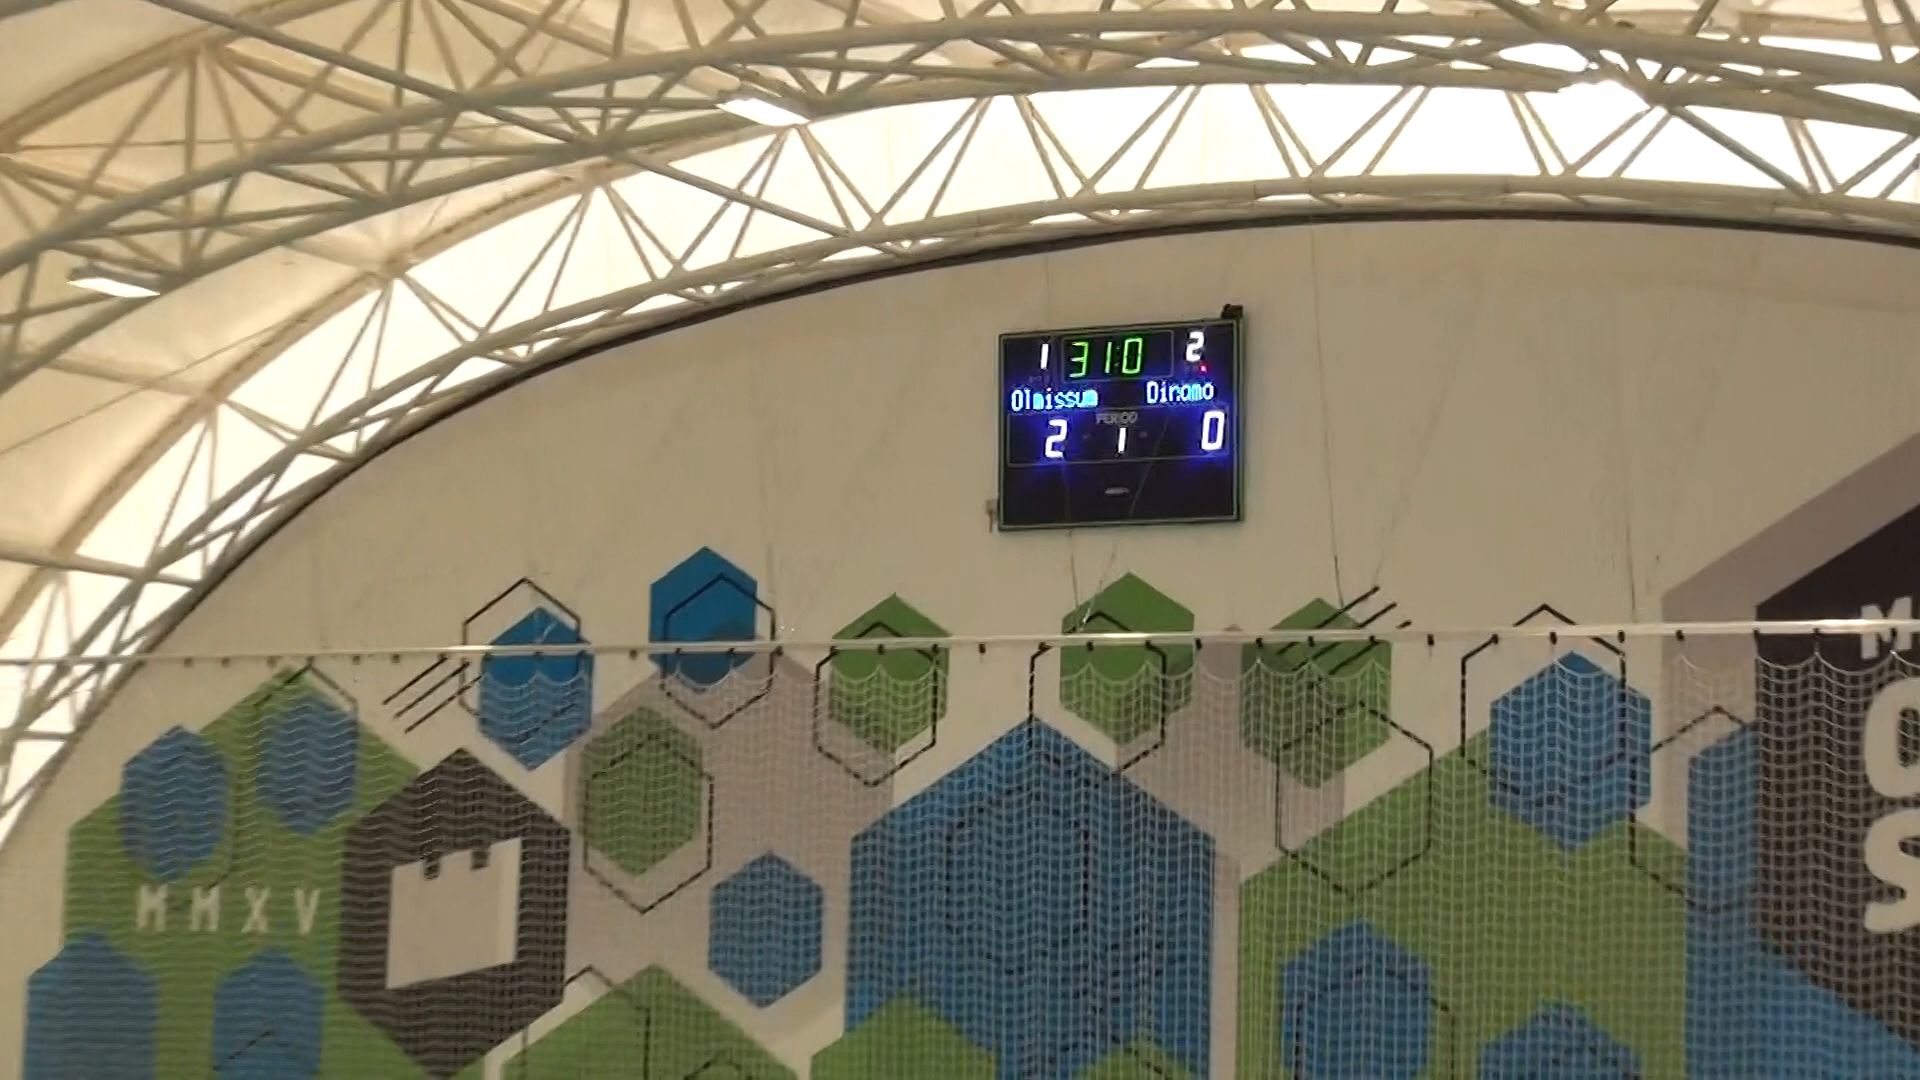 1 31:0 2
Olmissum Dinamo
PERIOD
2 1 0
MMXV
M
O
S